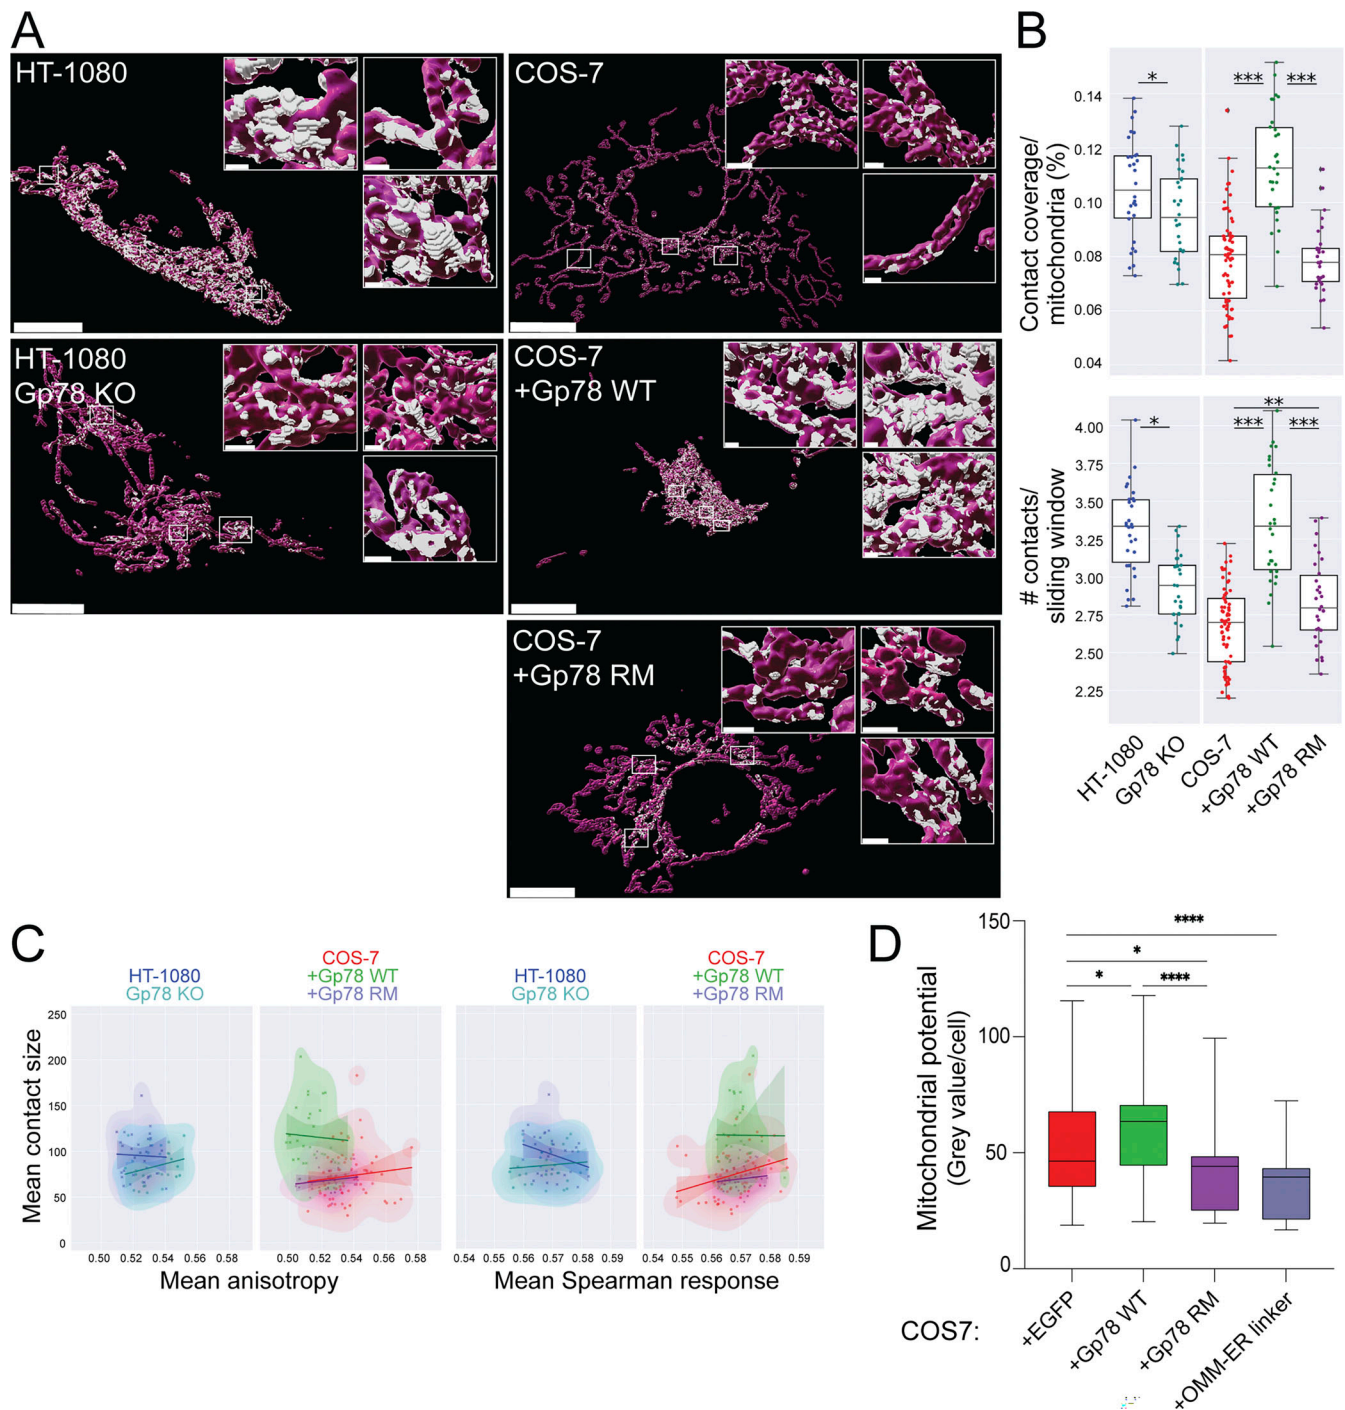 A
HT-1080
COS-7
HT-1080
Gp78 KO
COS-7
+Gp78 WT
COS-7
+Gp78 RM
B
Contact coverage/
mitochondria (%)
0.14
0.12
0.10
0.08
0.06
0.04
*
***
***
# contacts/
sliding window
4.00
3.75
3.50
3.25
3.00
2.75
2.50
2.25
*
**
***
***
HT-1080
Gp78 KO
COS-7
+Gp78 WT
+Gp78 RM
C
HT-1080
Gp78 KO
COS-7
+Gp78 WT
+Gp78 RM
HT-1080
Gp78 KO
COS-7
+Gp78 WT
+Gp78 RM
Mean contact size
250
200
150
100
50
0
0.50 0.52 0.54 0.56 0.58
0.50 0.52 0.54 0.56 0.58
0.54 0.55 0.56 0.57 0.58 0.59
0.54 0.55 0.56 0.57 0.58 0.59
Mean anisotropy
Mean Spearman response
D
Mitochondrial potential
(Grey value/cell)
150
100
50
0
****
*
*
****
COS7:
+EGFP
+Gp78 WT
+Gp78 RM
+OMM-ER linker